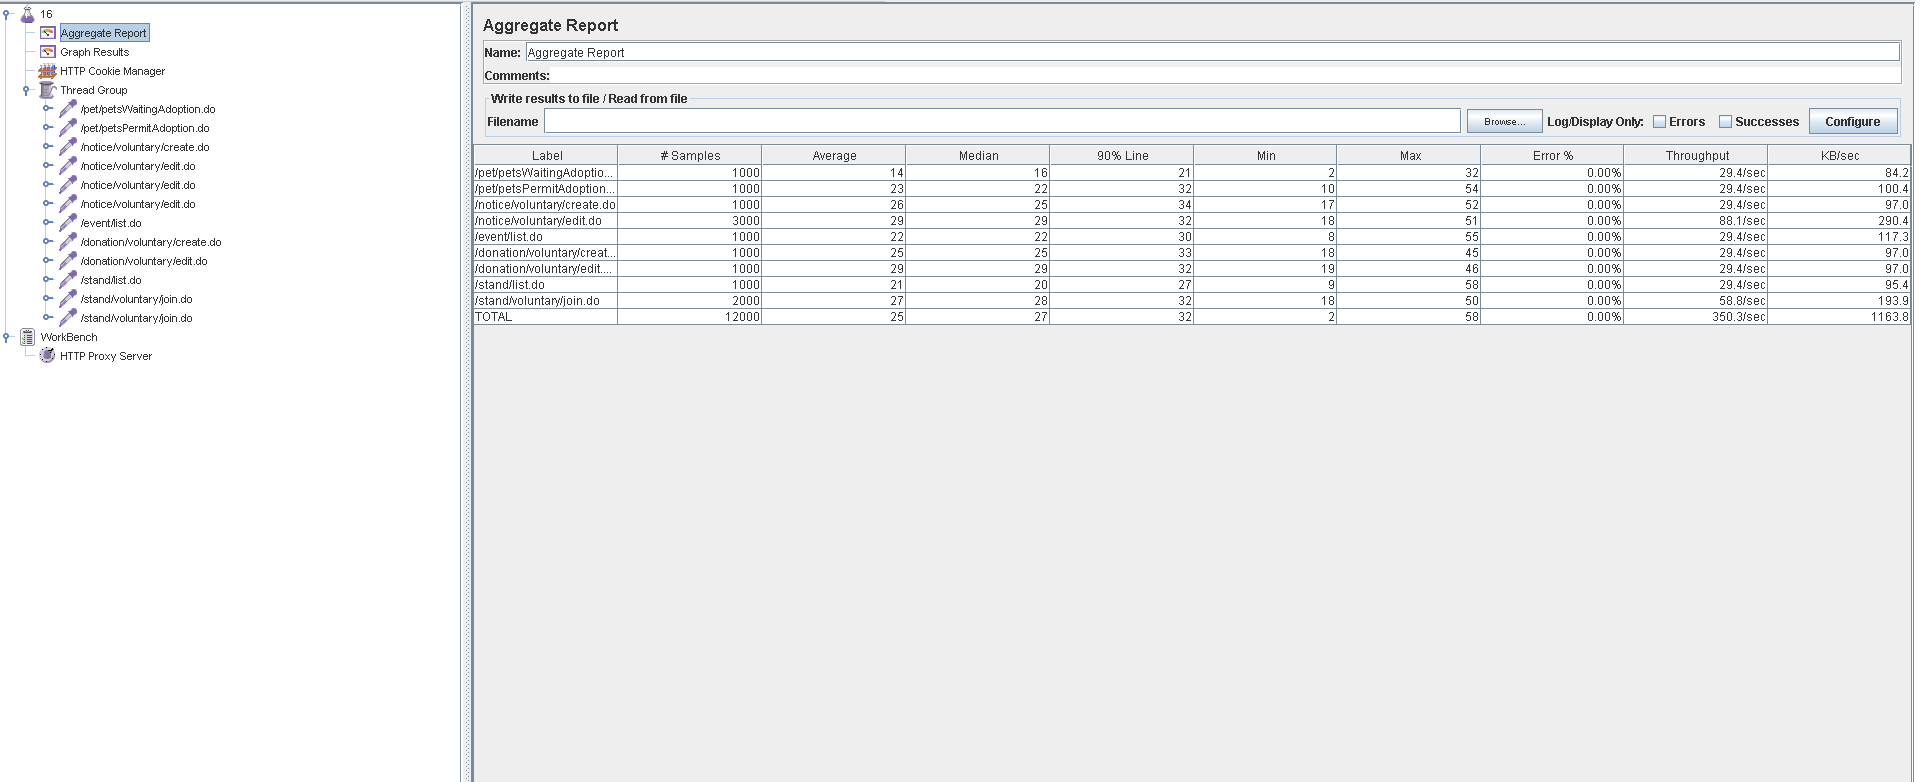 16
Aggregate Report
Graph Results
HTTP Cookie Manager
Thread Group
/pet/petsWaitingAdoption.do
/pet/petsPermitAdoption.do
/notice/voluntary/create.do
/notice/voluntary/edit.do
/notice/voluntary/edit.do
/notice/voluntary/edit.do
/event/list.do
/donation/voluntary/create.do
/donation/voluntary/edit.do
/stand/list.do
/stand/voluntary/join.do
/stand/voluntary/join.do
WorkBench
HTTP Proxy Server
Aggregate Report
Name: Aggregate Report
Comments:
Write results to file / Read from file
Filename Browse... Log/Display Only: Errors Successes Configure
Label # Samples Average Median 90% Line Min Max Error % Throughput KB/sec
/pet/petsWaitingAdoptio... 1000 14 16 21 2 32 0.00% 29.4/sec 84.2
/pet/petsPermitAdoption... 1000 23 22 32 10 54 0.00% 29.4/sec 100.4
/notice/voluntary/create.do 1000 26 25 34 17 52 0.00% 29.4/sec 97.0
/notice/voluntary/edit.do 3000 29 29 32 18 51 0.00% 88.1/sec 290.4
/event/list.do 1000 22 22 30 8 55 0.00% 29.4/sec 117.3
/donation/voluntary/creat... 1000 25 25 33 18 45 0.00% 29.4/sec 97.0
/donation/voluntary/edit.... 1000 29 29 32 19 46 0.00% 29.4/sec 97.0
/stand/list.do 1000 21 20 27 9 58 0.00% 29.4/sec 95.4
/stand/voluntary/join.do 2000 27 28 32 18 50 0.00% 58.8/sec 193.9
TOTAL 12000 25 27 32 2 58 0.00% 350.3/sec 1163.8